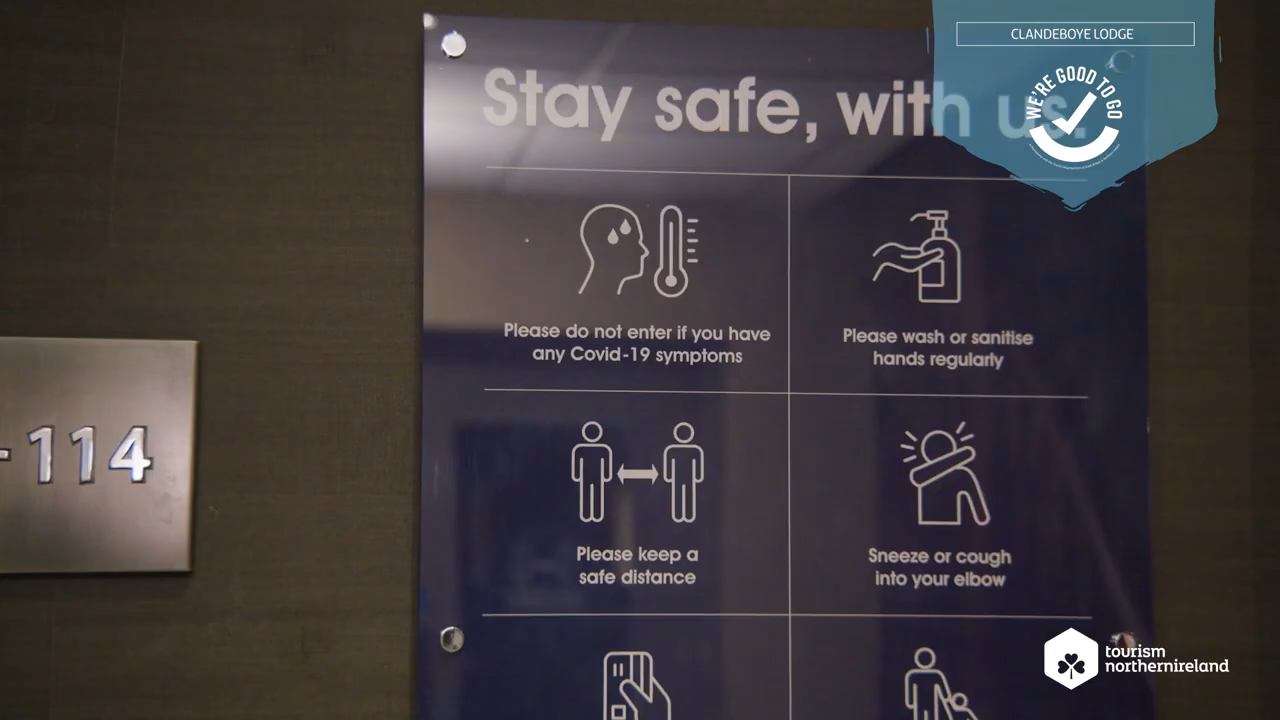 CLANDEBOYE LODGE
WE'RE GOOD TO GO
Stay safe, with us.
Please do not enter if you have
any Covid-19 symptoms
Please wash or sanitise
hands regularly
-114
Please keep a
safe distance
Sneeze or cough
into your elbow
tourism
northernireland